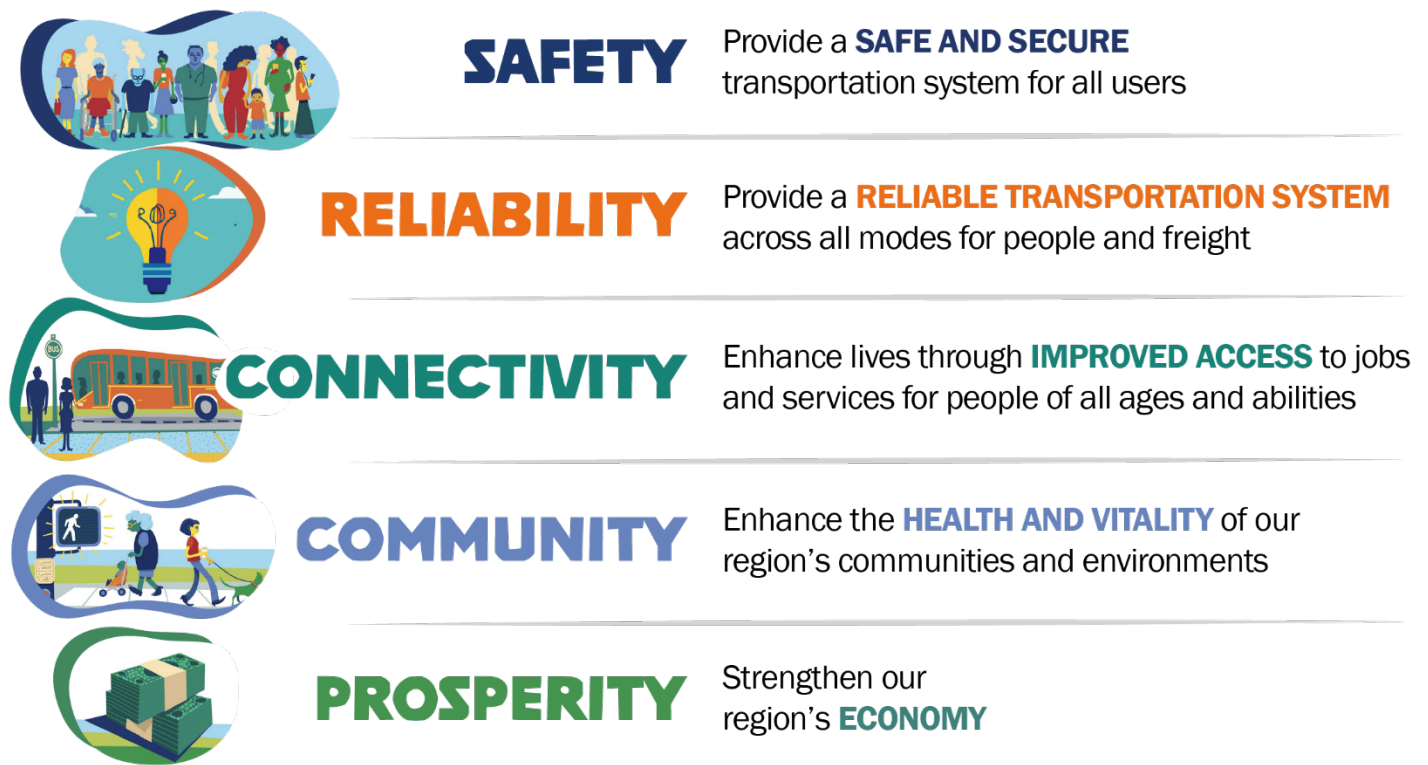 SAFETY
Provide a SAFE AND SECURE
transportation system for all users
RELIABILITY
Provide a RELIABLE TRANSPORTATION SYSTEM
across all modes for people and freight
BUS
CONNECTIVITY
Enhance lives through IMPROVED ACCESS to jobs
and services for people of all ages and abilities
COMMUNITY
Enhance the HEALTH AND VITALITY of our
region's communities and environments
PROSPERITY
Strengthen our
region's ECONOMY